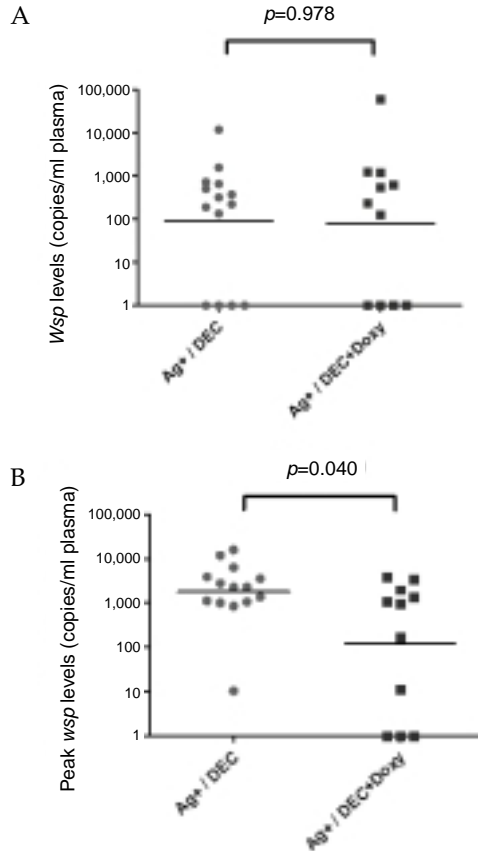 A
p=0.978
Wsp levels (copies/ml plasma)
100,000
10,000
1,000
100
10
1
Ag+ / DEC
Ag+ / DEC+Doxy
B
p=0.040
Peak wsp levels (copies/ml plasma)
100,000
10,000
1,000
100
10
1
Ag+ / DEC
Ag+ / DEC+Doxy